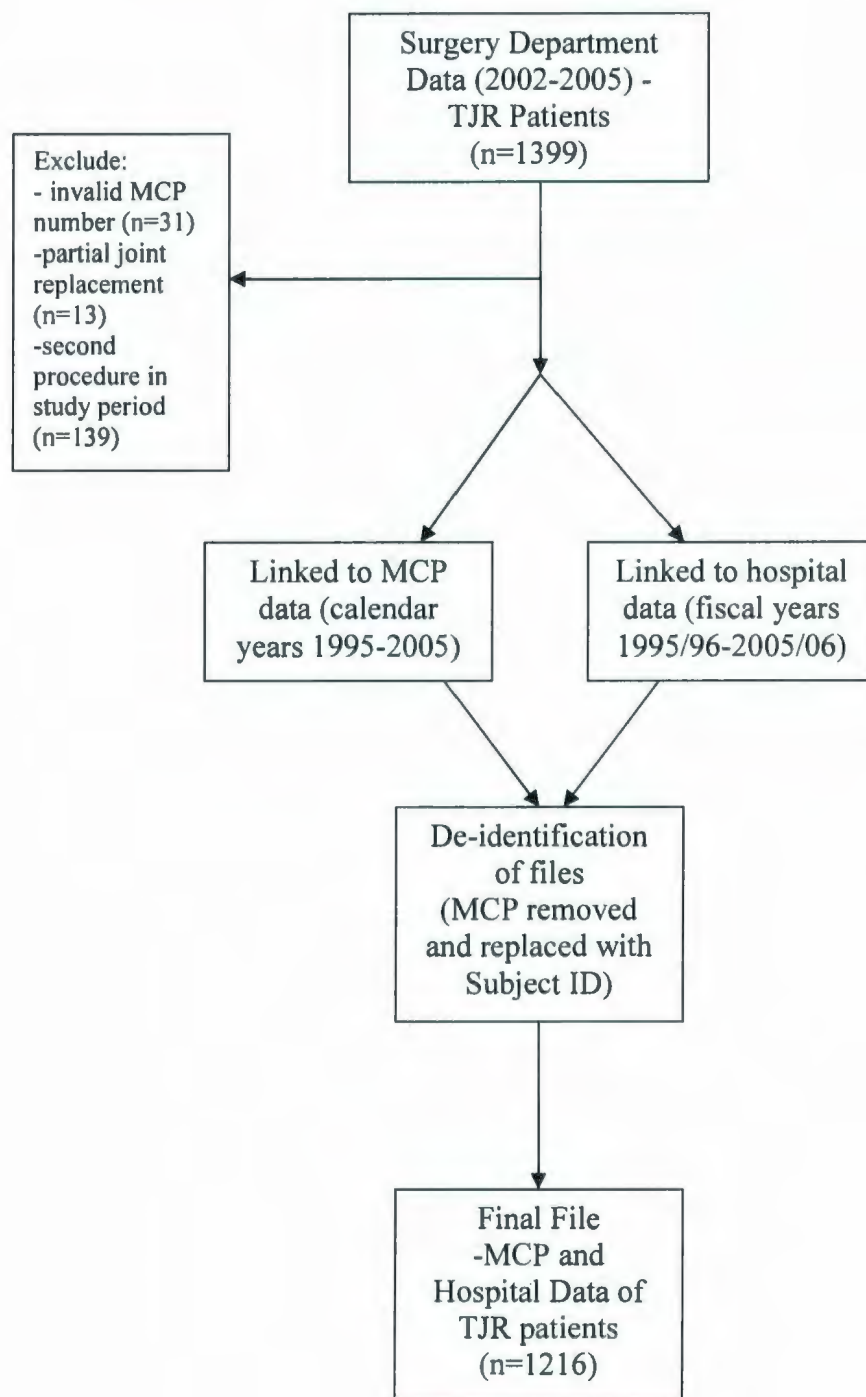 Surgery Department
Data (2002-2005) -
TJR Patients
(n=1399)
Exclude:
- invalid MCP
number (n=31)
-partial joint
replacement
(n=13)
-second
procedure in
study period
(n=139)
Linked to MCP
data (calendar
years 1995-2005)
Linked to hospital
data (fiscal years
1995/96-2005/06)
De-identification
of files
(MCP removed
and replaced with
Subject ID)
Final File
-MCP and
Hospital Data of
TJR patients
(n=1216)